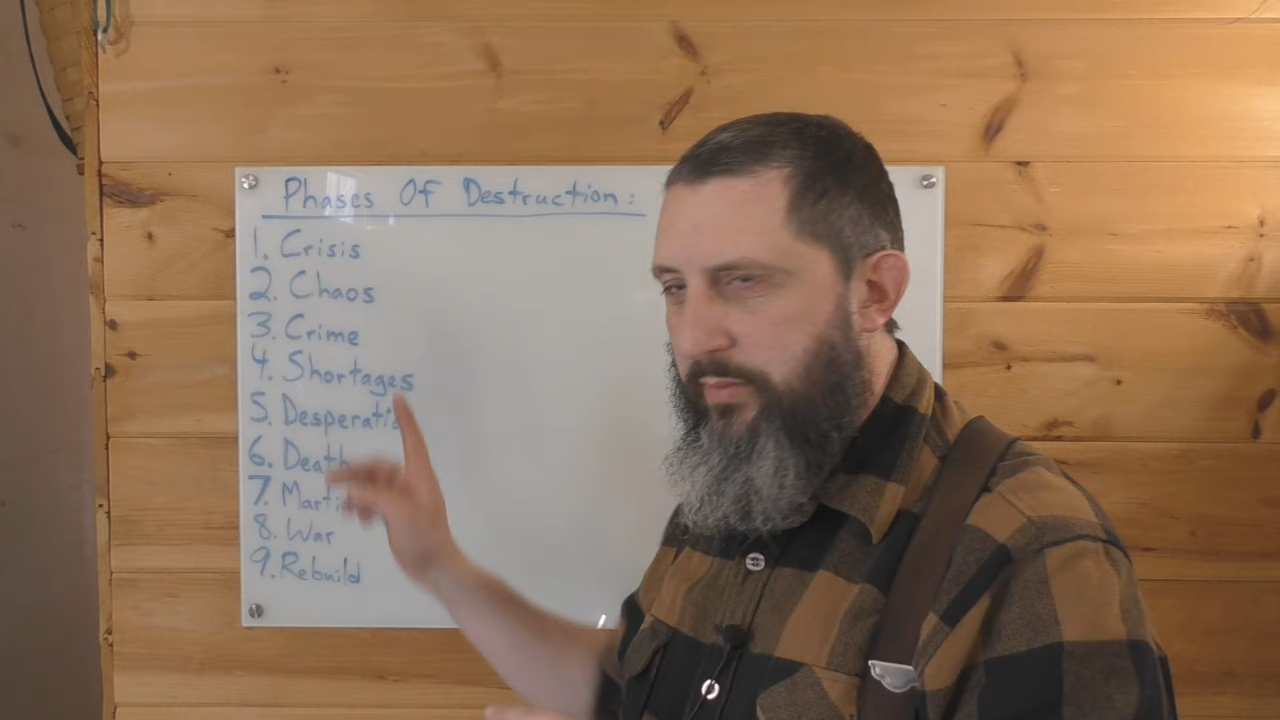 Phases Of Destruction:
1. Crisis
2. Chaos
3. Crime
4. Shortages
5.
6. Death
7.
8. War
9. Rebuild